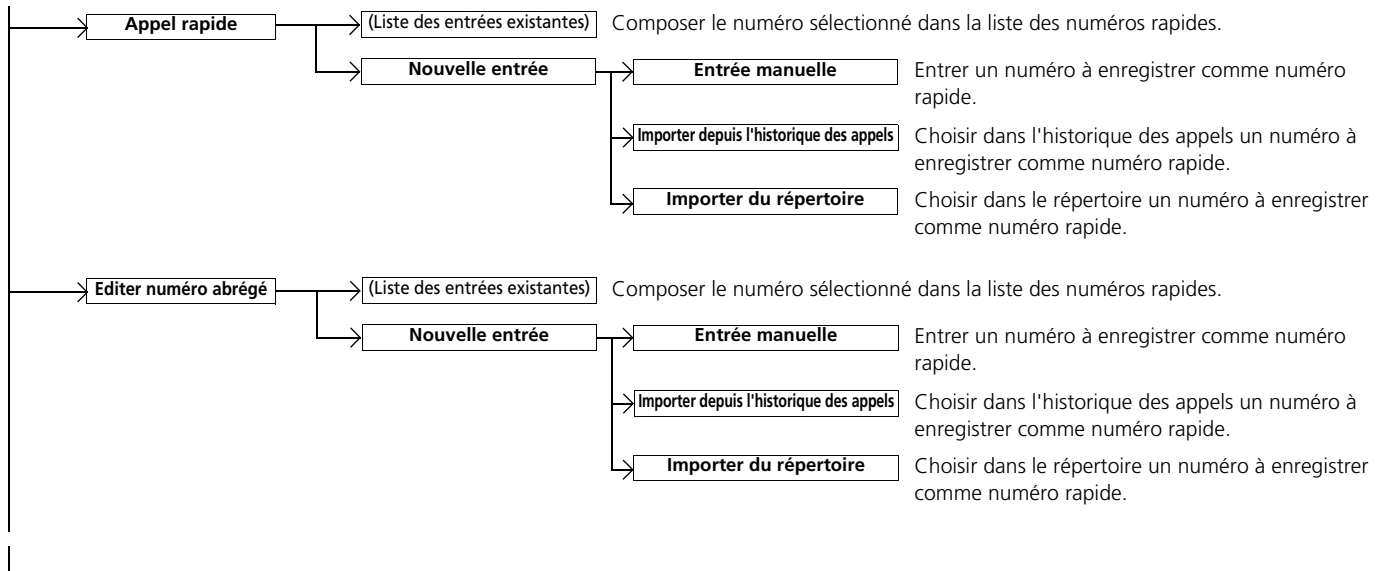 Appel rapide
(Liste des entrées existantes)
Composer le numéro sélectionné dans la liste des numéros rapides.
Nouvelle entrée
Entrée manuelle
Entrer un numéro à enregistrer comme numéro
rapide.
Importer depuis l'historique des appels
Choisir dans l'historique des appels un numéro à
enregistrer comme numéro rapide.
Importer du répertoire
Choisir dans le répertoire un numéro à enregistrer
comme numéro rapide.
Editer numéro abrégé
(Liste des entrées existantes)
Composer le numéro sélectionné dans la liste des numéros rapides.
Nouvelle entrée
Entrée manuelle
Entrer un numéro à enregistrer comme numéro
rapide.
Importer depuis l'historique des appels
Choisir dans l'historique des appels un numéro à
enregistrer comme numéro rapide.
Importer du répertoire
Choisir dans le répertoire un numéro à enregistrer
comme numéro rapide.